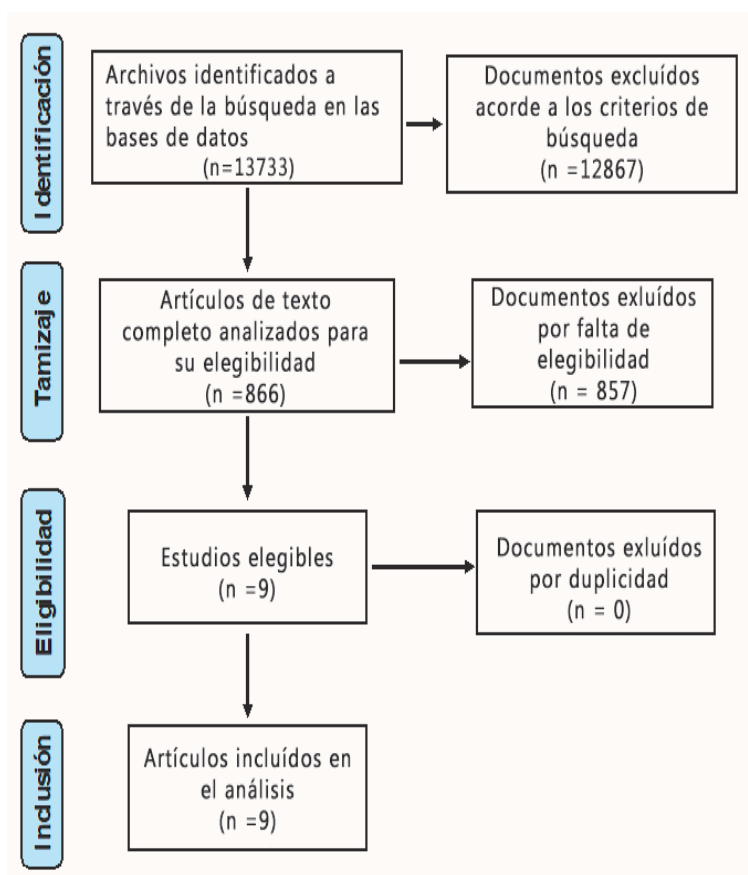 Identificación
Archivos identificados a
través de la búsqueda en las
bases de datos
(n=13733)
Documentos excluídos
acorde a los criterios de
búsqueda
(n =12867)
Tamizaje
Artículos de texto
completo analizados para
su elegibilidad
(n =866)
Documentos exluídos
por falta de
elegibilidad
(n = 857)
Eligibilidad
Estudios elegibles
(n =9)
Documentos exluídos
por duplicidad
(n = 0)
Inclusión
Artículos incluídos en
el análisis
(n =9)